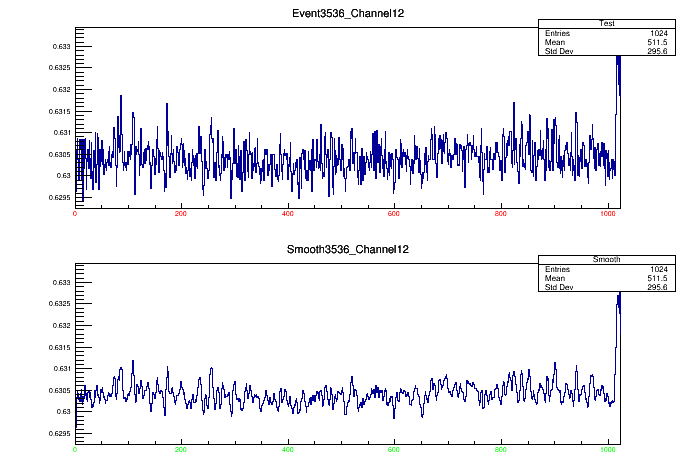 Event3536_Channel12
Test
Entries 1024
Mean 511.5
Std Dev 295.6
0.633
0.6325
0.632
0.6315
0.631
0.6305
0.63
0.6295
0 200 400 600 800 1000
Smooth3536_Channel12
Smooth
Entries 1024
Mean 511.5
Std Dev 295.6
0.633
0.6325
0.632
0.6315
0.631
0.6305
0.63
0.6295
0 200 400 600 800 1000